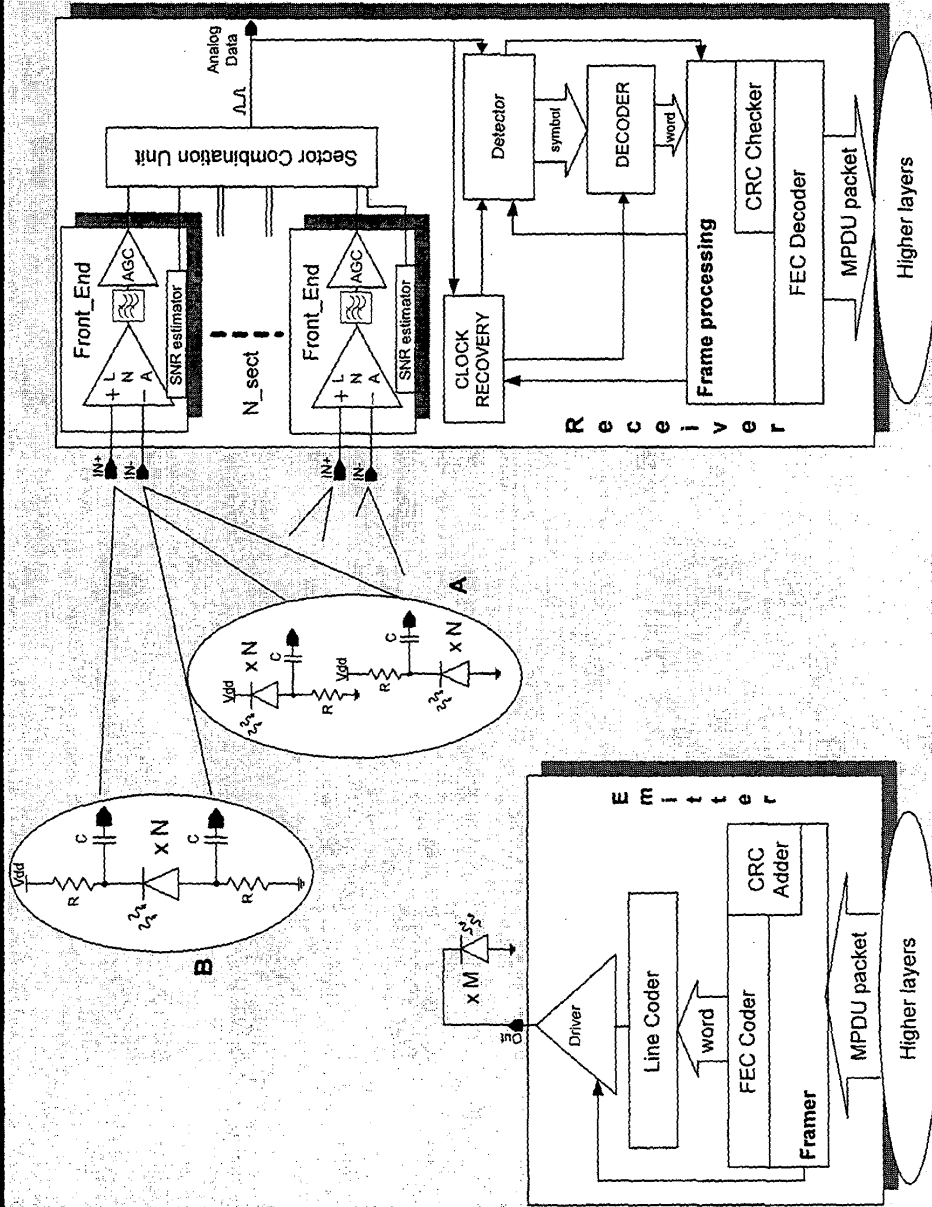 Analog
Data
Sector Combination Unit
Front_End
+ L
N
— A
AGC
SNR estimator
N_sect
Front_End
+ L
N
— A
AGC
SNR estimator
IN+
IN-
IN+
IN-
Detector
symbol
DECODER
word
CLOCK
RECOVERY
Frame processing
CRC Checker
FEC Decoder
MPDU packet
Higher layers
Receiver
A
Vdd
x N
C
R
Vdd
R
C
x N
B
Vdd
R
C
x N
C
R
x M
Driver
Line Coder
word
FEC Coder
CRC
Adder
Framer
MPDU packet
Higher layers
Emitter